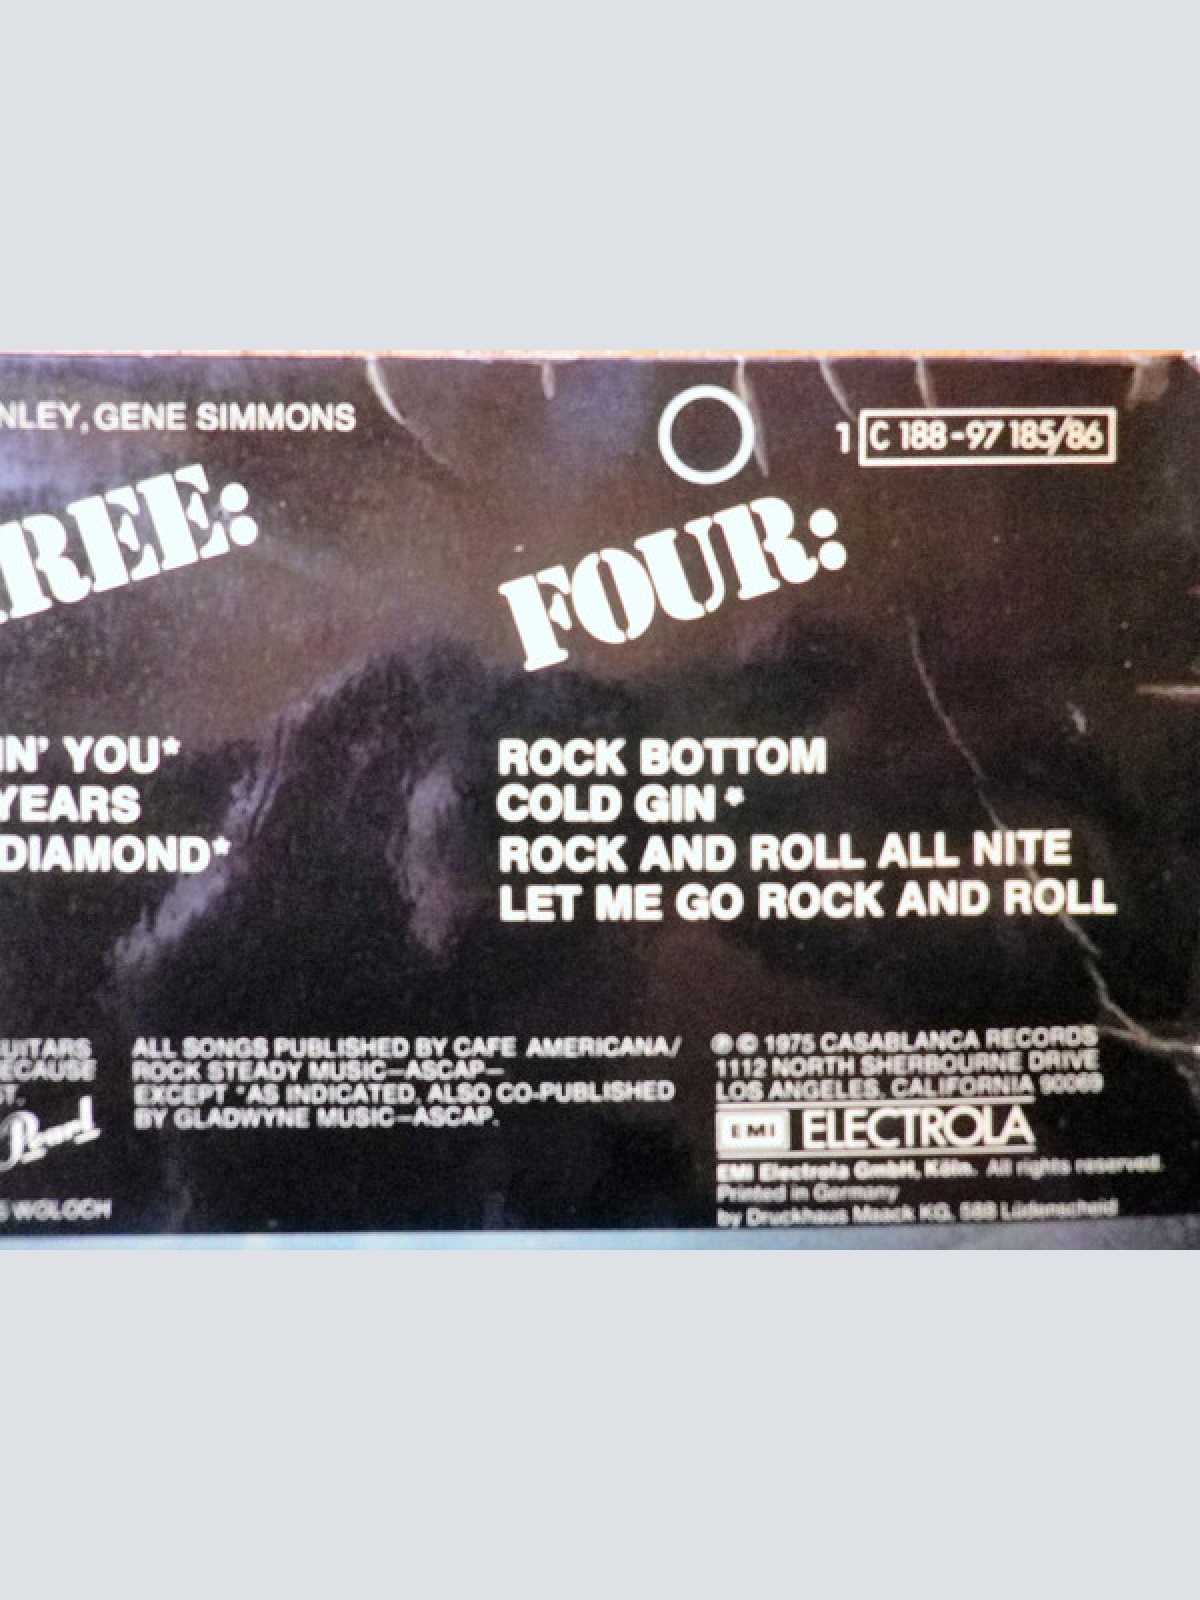 NLEY, GENE SIMMONS
1 C 188-97 185/86
REE:
FOUR:
IN' YOU*
YEARS
DIAMOND*
ROCK BOTTOM
COLD GIN*
ROCK AND ROLL ALL NITE
LET ME GO ROCK AND ROLL
UITARS
ECAUSE
ST.
Pearl
S WOLOCH
ALL SONGS PUBLISHED BY CAFE AMERICANA/
ROCK STEADY MUSIC—ASCAP—
EXCEPT *AS INDICATED, ALSO CO-PUBLISHED
BY GLADWYNE MUSIC—ASCAP.
℗ © 1975 CASABLANCA RECORDS
1112 NORTH SHERBOURNE DRIVE
LOS ANGELES, CALIFORNIA 90069
EMI ELECTROLA
EMI Electrola GmbH, Köln. All rights reserved.
Printed in Germany
by Druckhaus Maack KG, 588 Lüdenscheid